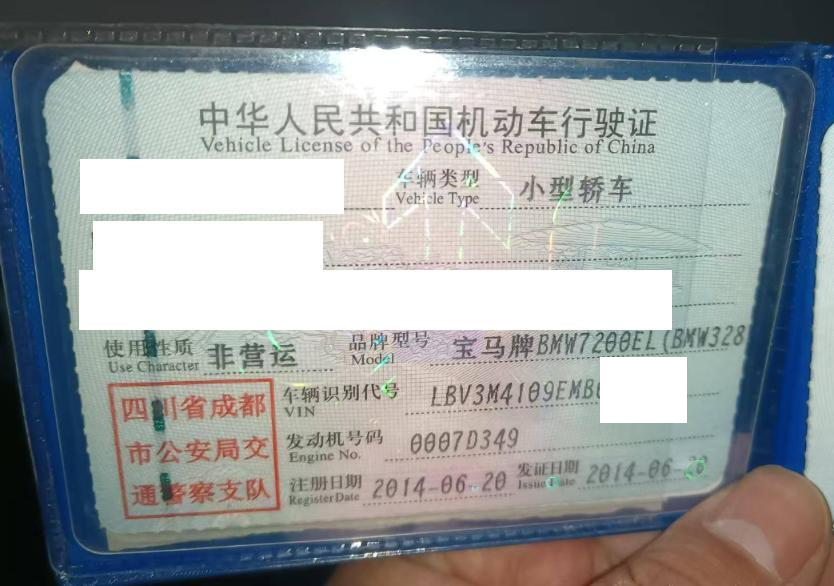 中华人民共和国机动车行驶证
Vehicle License of the People's Republic of China
车辆类型 小型轿车
Vehicle Type
使用性质 非营运 品牌型号 宝马牌BMW7200EL(BMW328
Use Character Model
四川省成都
市公安局交
通警察支队
车辆识别代号 LBV3M4109EMB
VIN
发动机号码 0007D349
Engine No.
注册日期 2014-06-20 发证日期 2014-06-20
Register Date Issue Date